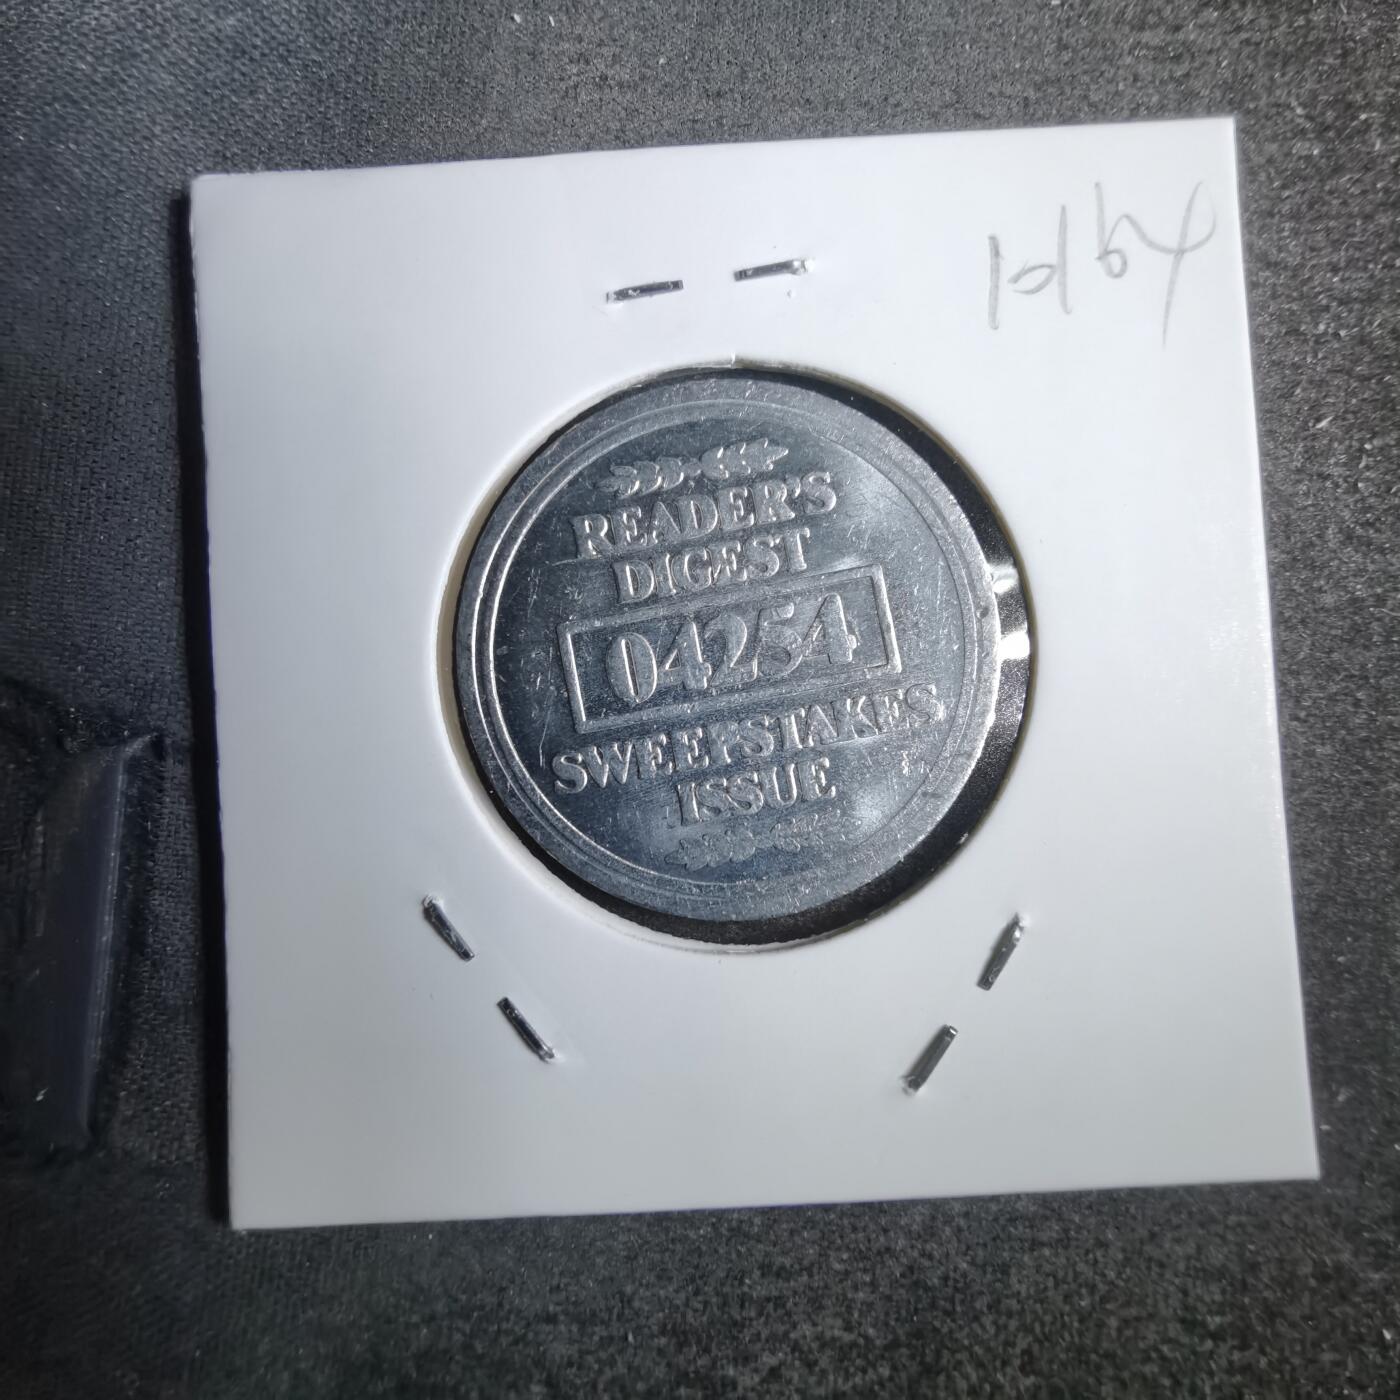 READER'S
DIGEST
04254
SWEEPSTAKES
ISSUE